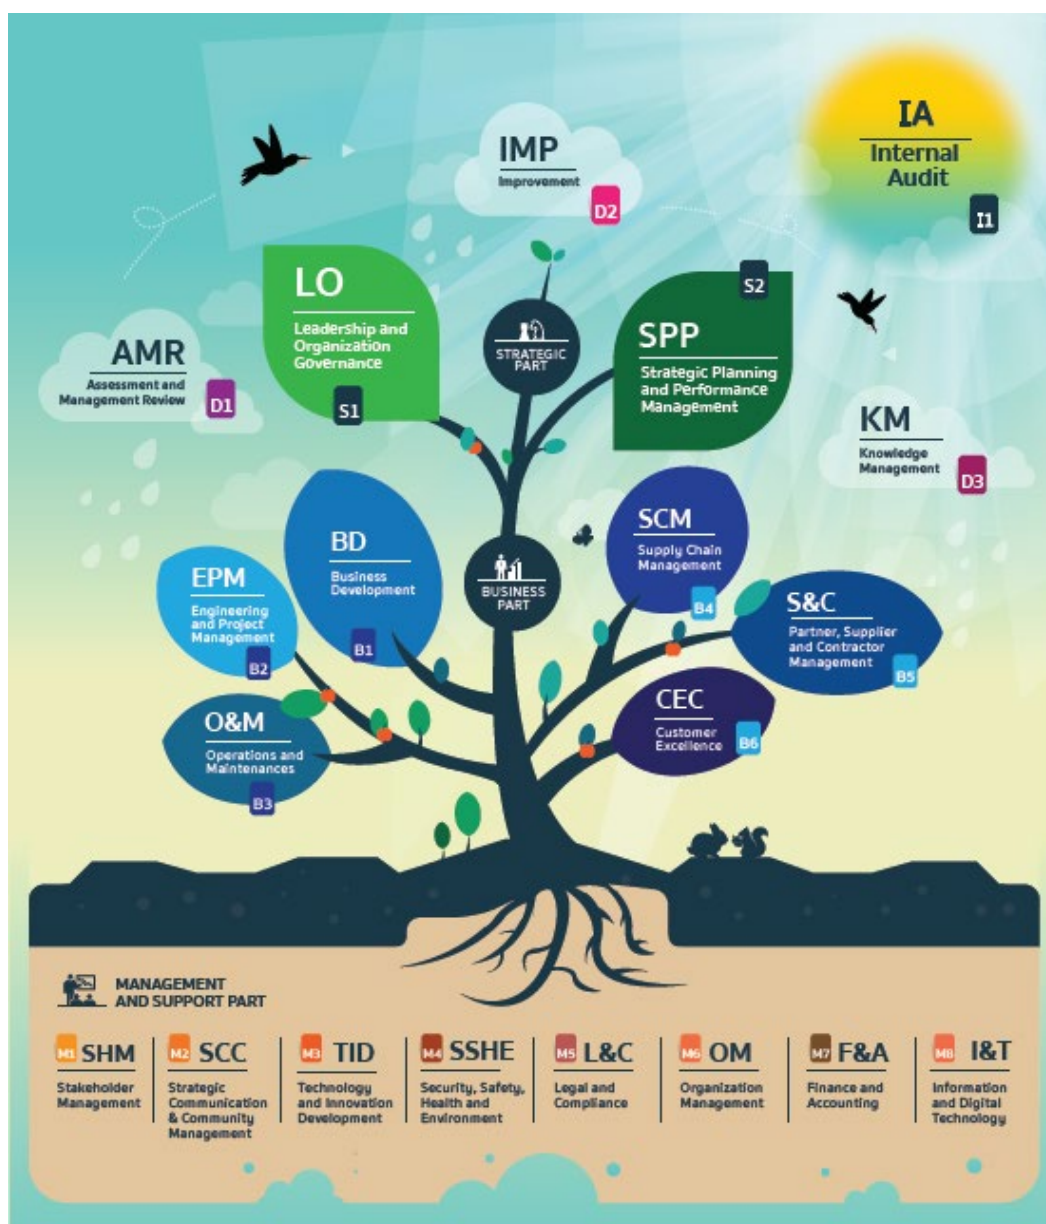 IMP
Improvement
D2
IA
Internal
Audit
I1
LO
Leadership and
Organization
Governance
S1
STRATEGIC
PART
S2
SPP
Strategic Planning
and Performance
Management
AMR
Assessment and
Management Review
D1
KM
Knowledge
Management
D3
BD
Business
Development
B1
BUSINESS
PART
SCM
Supply Chain
Management
B4
EPM
Engineering
and Project
Management
B2
S&C
Partner, Supplier
and Contractor
Management
B5
O&M
Operations and
Maintenances
B3
CEC
Customer
Excellence
B6
MANAGEMENT
AND SUPPORT PART
M1 SHM
Stakeholder
Management
M2 SCC
Strategic
Communication
& Community
Management
M3 TID
Technology
and Innovation
Development
M4 SSHE
Security, Safety,
Health and
Environment
M5 L&C
Legal and
Compliance
M6 OM
Organization
Management
M7 F&A
Finance and
Accounting
M8 I&T
Information
and Digital
Technology